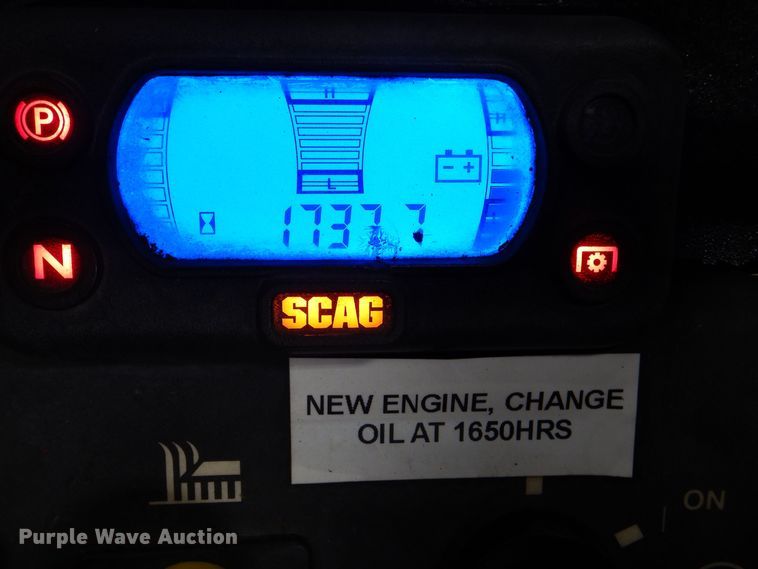 H
P
H
L
- +
1737 7
N
SCAG
NEW ENGINE, CHANGE
OIL AT 1650HRS
ON
Purple Wave Auction